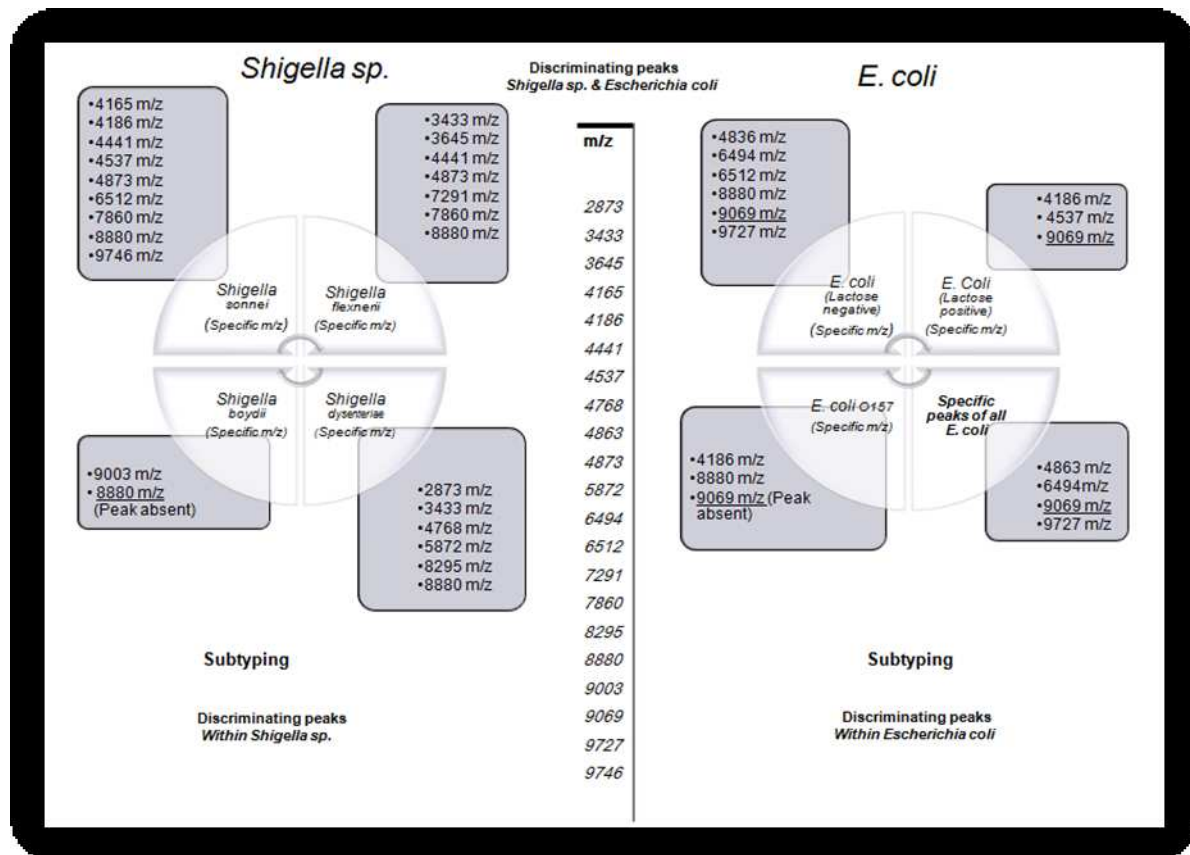 Shigella sp.
Discriminating peaks
Shigella sp. & Escherichia coli
E. coli
•4165 m/z
•4186 m/z
•4441 m/z
•4537 m/z
•4873 m/z
•6512 m/z
•7860 m/z
•8880 m/z
•9746 m/z
•3433 m/z
•3645 m/z
•4441 m/z
•4873 m/z
•7291 m/z
•7860 m/z
•8880 m/z
Shigella
sonnei
(Specific m/z)
Shigella
flexnerii
(Specific m/z)
Shigella
boydii
(Specific m/z)
Shigella
dysenteriae
(Specific m/z)
•9003 m/z
•8880 m/z
(Peak absent)
•2873 m/z
•3433 m/z
•4768 m/z
•5872 m/z
•8295 m/z
•8880 m/z
Subtyping
Discriminating peaks
Within Shigella sp.
m/z
2873
3433
3645
4165
4186
4441
4537
4768
4863
4873
5872
6494
6512
7291
7860
8295
8880
9003
9069
9727
9746
•4836 m/z
•6494 m/z
•6512 m/z
•8880 m/z
•9069 m/z
•9727 m/z
•4186 m/z
•4537 m/z
•9069 m/z
E. coli
(Lactose
negative)
(Specific m/z)
E. Coli
(Lactose
positive)
(Specific m/z)
E. coli O157
(Specific m/z)
Specific
peaks of all
E. coli
•4186 m/z
•8880 m/z
•9069 m/z (Peak
absent)
•4863 m/z
•6494m/z
•9069 m/z
•9727 m/z
Subtyping
Discriminating peaks
Within Escherichia coli